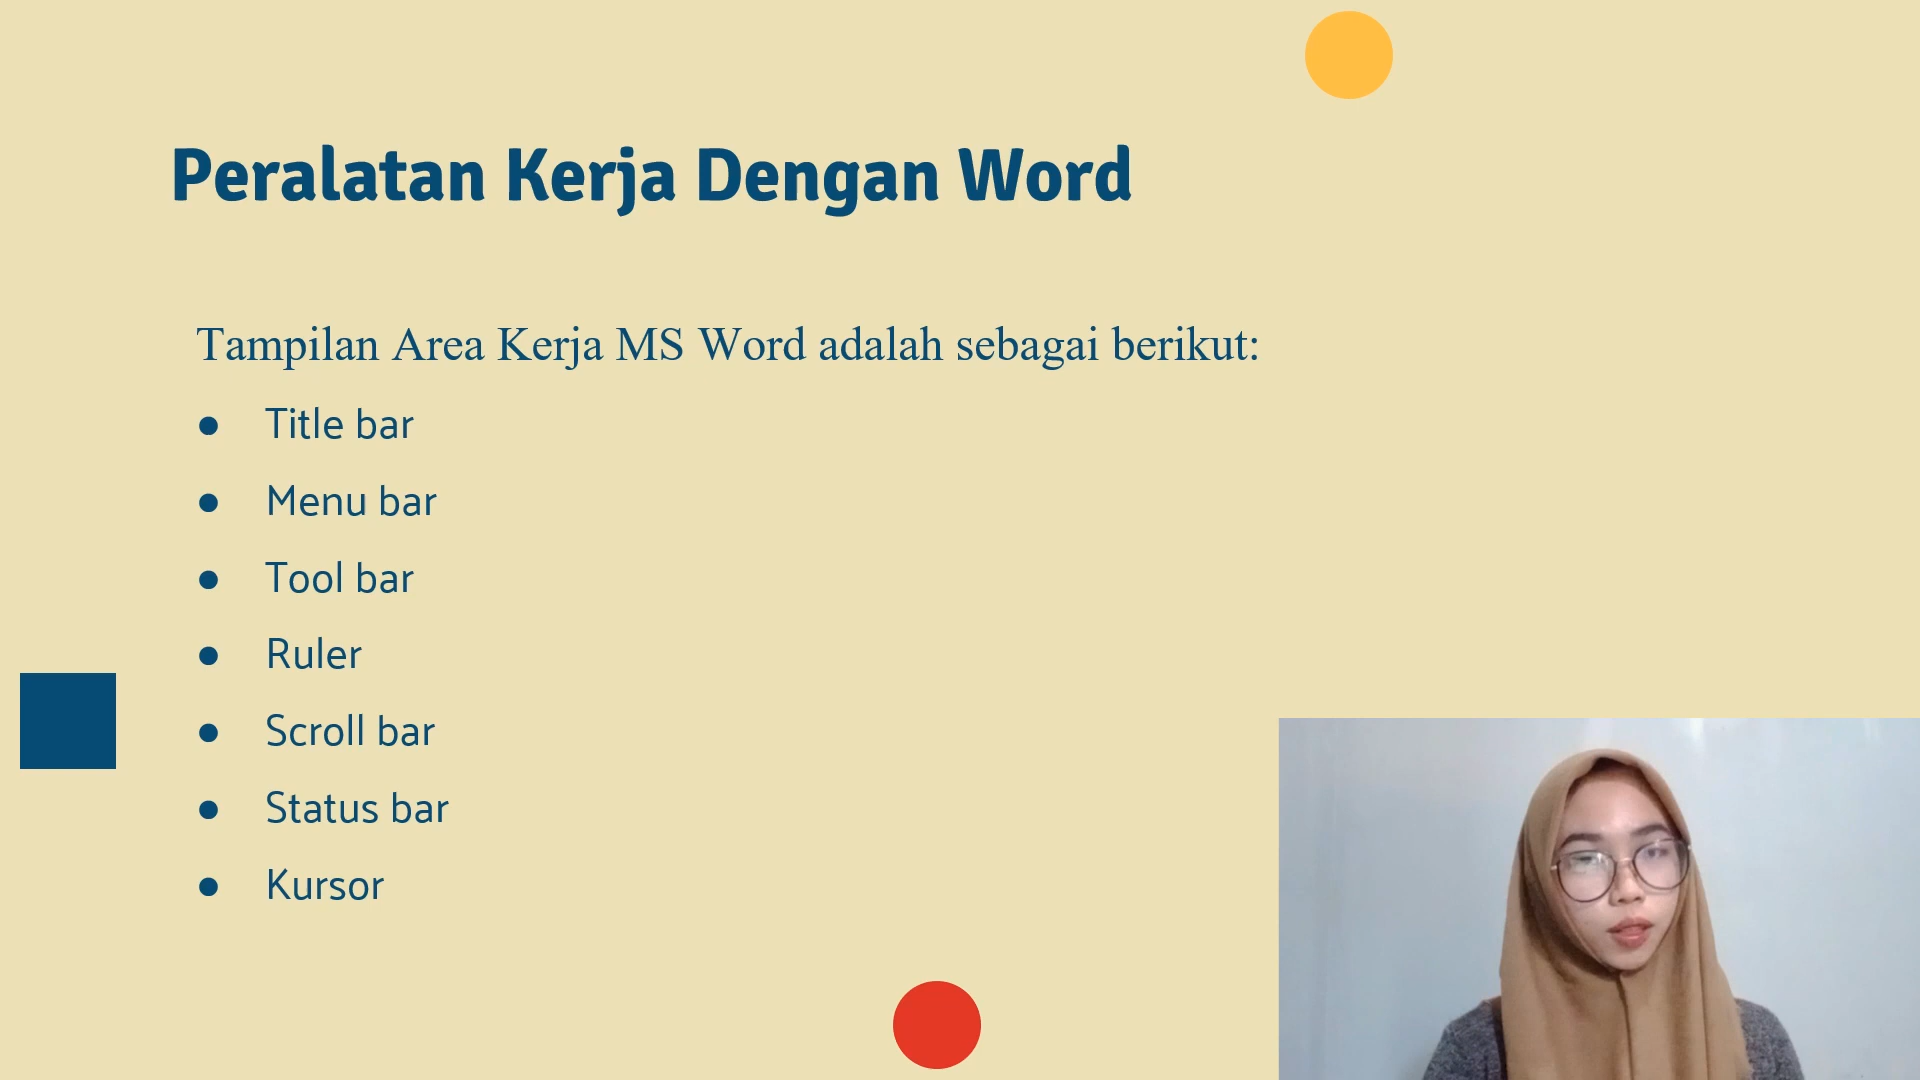 Peralatan Kerja Dengan Word
Tampilan Area Kerja MS Word adalah sebagai berikut:
● Title bar
● Menu bar
● Tool bar
● Ruler
● Scroll bar
● Status bar
● Kursor